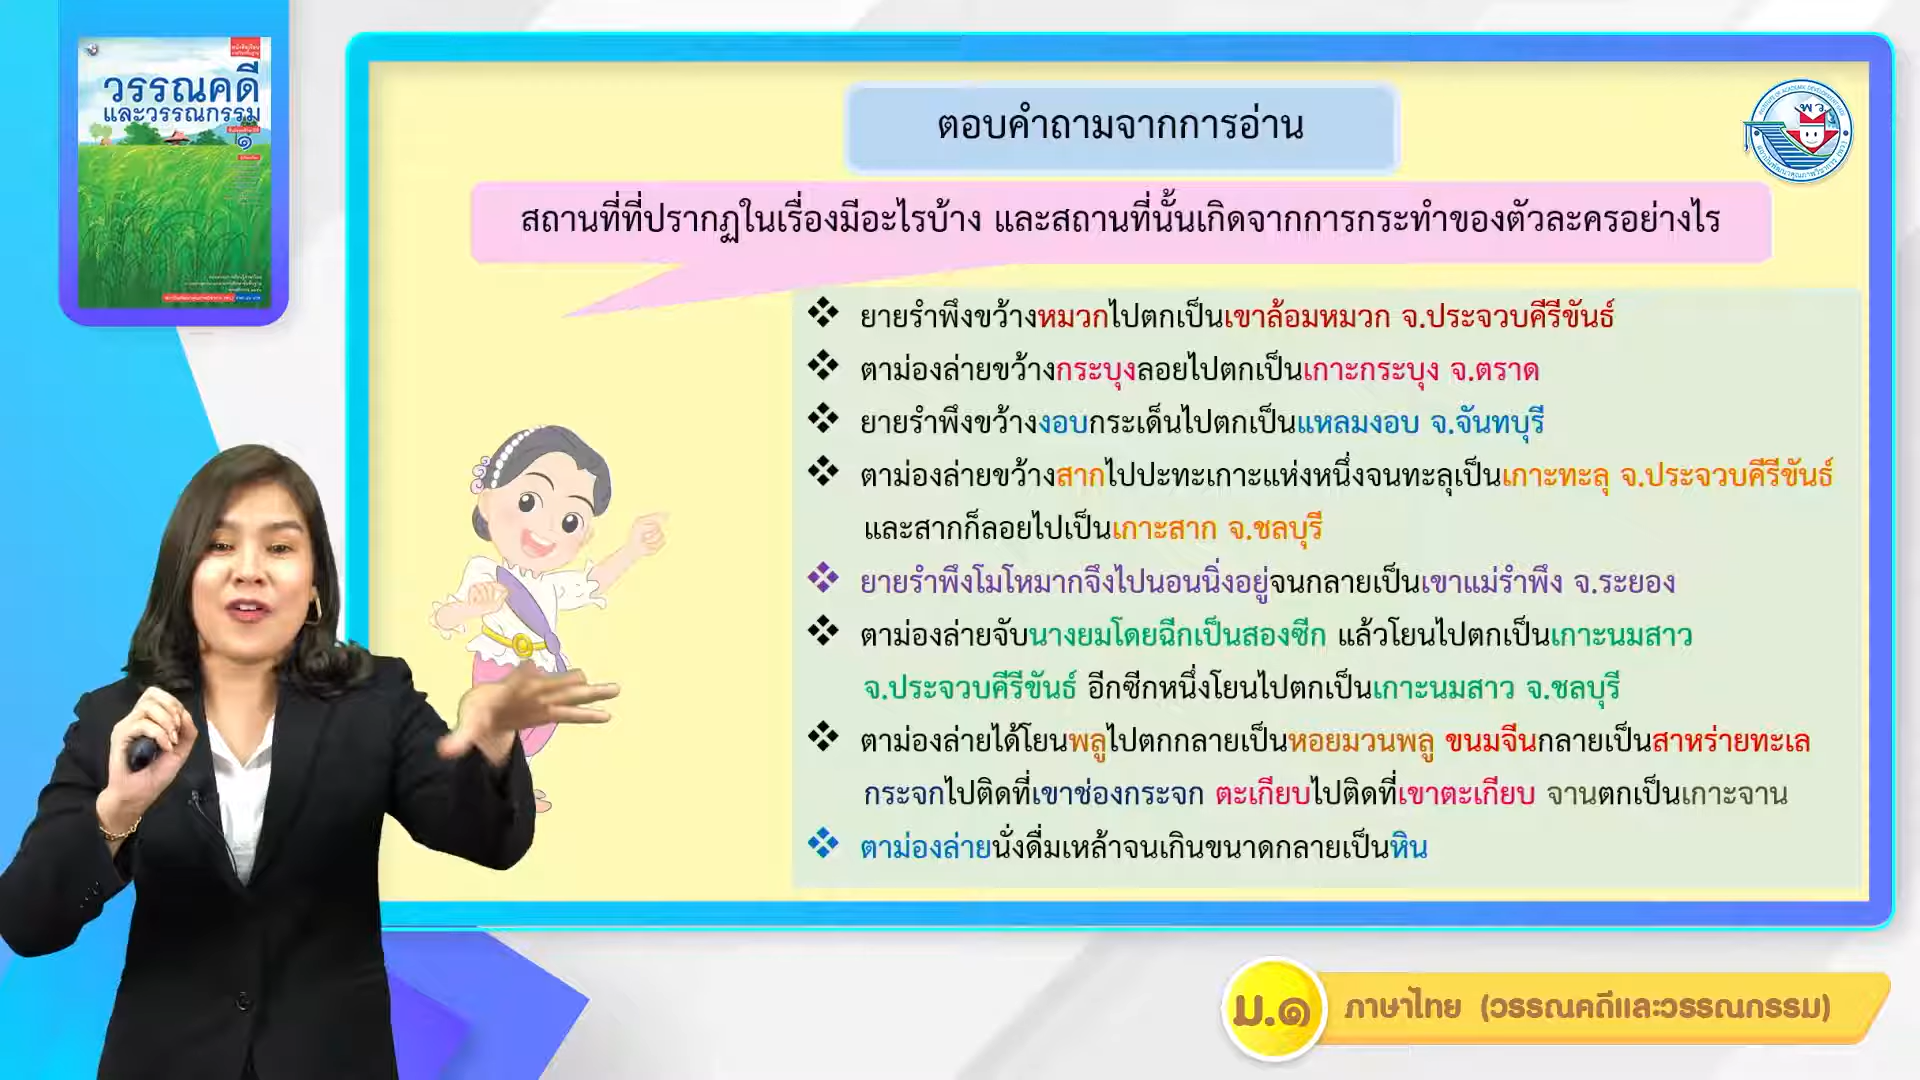 วรรณคดี
และวรรณกรรม
๑
ตอบคำถามจากการอ่าน
พว
สถานที่ที่ปรากฏในเรื่องมีอะไรบ้าง และสถานที่นั้นเกิดจากการกระทำของตัวละครอย่างไร
❖ ยายรำพึงขว้างหมวกไปตกเป็นเขาล้อมหมวก จ.ประจวบคีรีขันธ์
❖ ตาม่องล่ายขว้างกระบุงลอยไปตกเป็นเกาะกระบุง จ.ตราด
❖ ยายรำพึงขว้างงอบกระเด็นไปตกเป็นแหลมงอบ จ.จันทบุรี
❖ ตาม่องล่ายขว้างสากไปปะทะเกาะแห่งหนึ่งจนทะลุเป็นเกาะทะลุ จ.ประจวบคีรีขันธ์
และสากก็ลอยไปเป็นเกาะสาก จ.ชลบุรี
❖ ยายรำพึงโมโหมากจึงไปนอนนิ่งอยู่จนกลายเป็นเขาแม่รำพึง จ.ระยอง
❖ ตาม่องล่ายจับนางยมโดยฉีกเป็นสองซีก แล้วโยนไปตกเป็นเกาะนมสาว
จ.ประจวบคีรีขันธ์ อีกซีกหนึ่งโยนไปตกเป็นเกาะนมสาว จ.ชลบุรี
❖ ตาม่องล่ายได้โยนพลูไปตกกลายเป็นหอยมวนพลู ขนมจีนกลายเป็นสาหร่ายทะเล
กระจกไปติดที่เขาช่องกระจก ตะเกียบไปติดที่เขาตะเกียบ จานตกเป็นเกาะจาน
❖ ตาม่องล่ายนั่งดื่มเหล้าจนเกินขนาดกลายเป็นหิน
ม.๑ ภาษาไทย (วรรณคดีและวรรณกรรม)